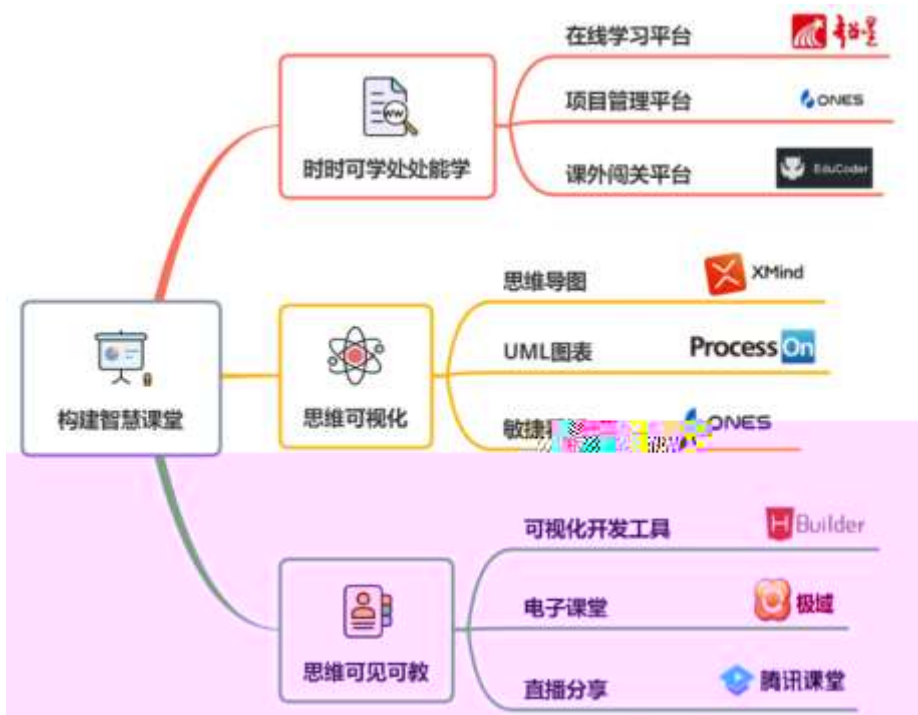 在线学习平台
学习通
项目管理平台 ONES
时时可学处处能学
课外闯关平台 EduCoder
思维导图 XMind
UML图表 ProcessOn
构建智慧课堂
思维可视化
敏捷 ONES
可视化开发工具 HBuilder
电子课堂 极域
思维可见可教
直播分享 腾讯课堂